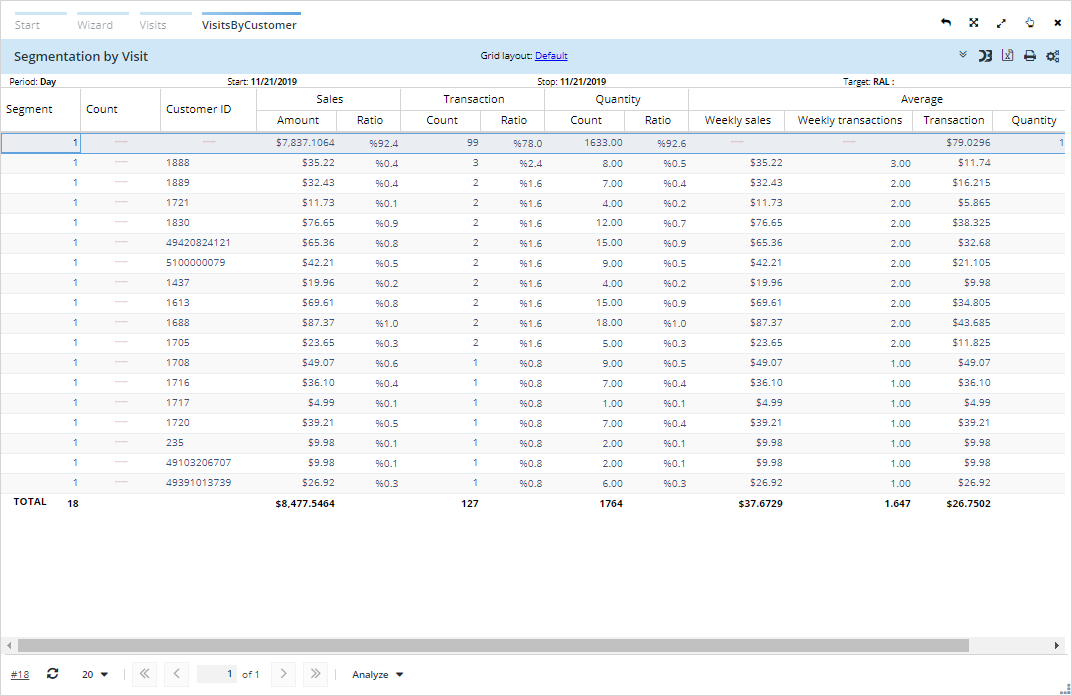 Start Wizard Visits VisitsByCustomer
Segmentation by Visit Grid layout: Default
Period: Day Start: 11/21/2019 Stop: 11/21/2019 Target: RAL :
Segment Count Customer ID Sales Transaction Quantity Average
Amount Ratio Count Ratio Count Ratio Weekly sales Weekly transactions Transaction Quantity
1 — — $7,837.1064 %92.4 99 %78.0 1633.00 %92.6 — — $79.0296 1
1 — 1888 $35.22 %0.4 3 %2.4 8.00 %0.5 $35.22 3.00 $11.74
1 — 1889 $32.43 %0.4 2 %1.6 7.00 %0.4 $32.43 2.00 $16.215
1 — 1721 $11.73 %0.1 2 %1.6 4.00 %0.2 $11.73 2.00 $5.865
1 — 1830 $76.65 %0.9 2 %1.6 12.00 %0.7 $76.65 2.00 $38.325
1 — 49420824121 $65.36 %0.8 2 %1.6 15.00 %0.9 $65.36 2.00 $32.68
1 — 5100000079 $42.21 %0.5 2 %1.6 9.00 %0.5 $42.21 2.00 $21.105
1 — 1437 $19.96 %0.2 2 %1.6 4.00 %0.2 $19.96 2.00 $9.98
1 — 1613 $69.61 %0.8 2 %1.6 15.00 %0.9 $69.61 2.00 $34.805
1 — 1688 $87.37 %1.0 2 %1.6 18.00 %1.0 $87.37 2.00 $43.685
1 — 1705 $23.65 %0.3 2 %1.6 5.00 %0.3 $23.65 2.00 $11.825
1 — 1708 $49.07 %0.6 1 %0.8 9.00 %0.5 $49.07 1.00 $49.07
1 — 1716 $36.10 %0.4 1 %0.8 7.00 %0.4 $36.10 1.00 $36.10
1 — 1717 $4.99 %0.1 1 %0.8 1.00 %0.1 $4.99 1.00 $4.99
1 — 1720 $39.21 %0.5 1 %0.8 7.00 %0.4 $39.21 1.00 $39.21
1 — 235 $9.98 %0.1 1 %0.8 2.00 %0.1 $9.98 1.00 $9.98
1 — 49103206707 $9.98 %0.1 1 %0.8 2.00 %0.1 $9.98 1.00 $9.98
1 — 49391013739 $26.92 %0.3 1 %0.8 6.00 %0.3 $26.92 1.00 $26.92
TOTAL 18 $8,477.5464 127 1764 $37.6729 1.647 $26.7502
#18 20 1 of 1 Analyze